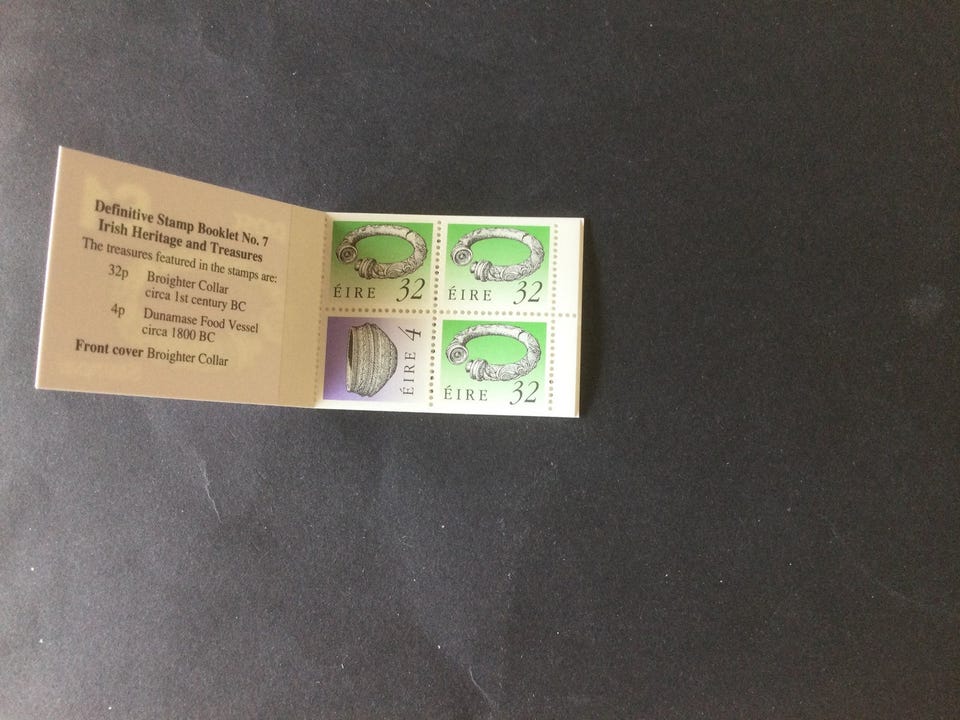 Definitive Stamp Booklet No. 7
Irish Heritage and Treasures
The treasures featured in the stamps are:
32p Broighter Collar
circa 1st century BC
4p Dunamase Food Vessel
circa 1800 BC
Front cover Broighter Collar
ÉIRE 32
ÉIRE 32
ÉIRE 4
ÉIRE 32